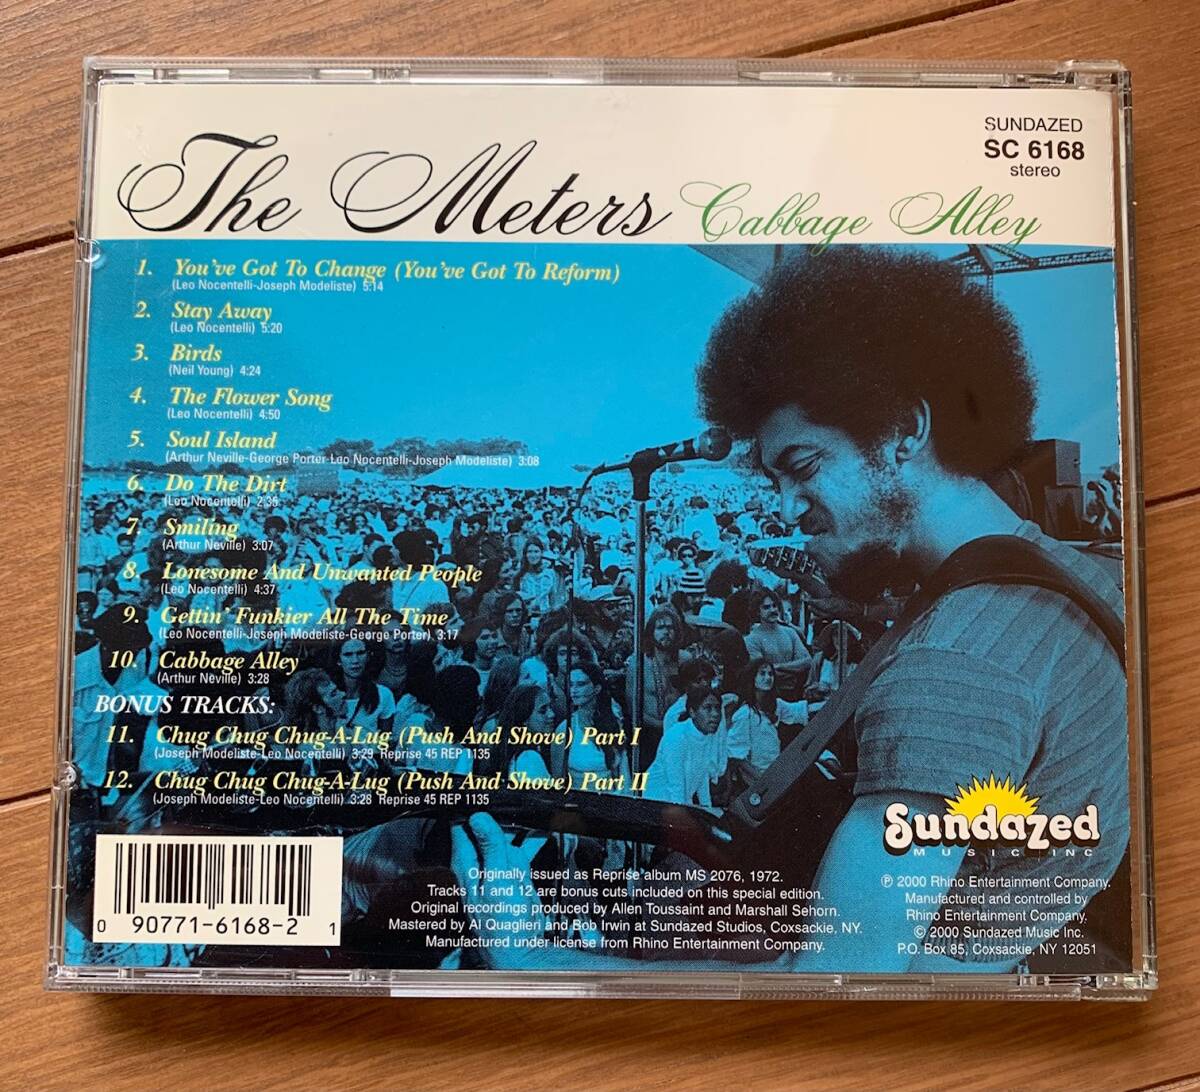 The Meters Cabbage Alley
SUNDAZED
SC 6168
stereo
1. You've Got To Change (You've Got To Reform)
(Leo Nocentelli-Joseph Modeliste) 5:14
2. Stay Away
(Leo Nocentelli) 5:20
3. Birds
(Neil Young) 4:24
4. The Flower Song
(Leo Nocentelli) 4:50
5. Soul Island
(Arthur Neville-George Porter-Leo Nocentelli-Joseph Modeliste) 3:08
6. Do The Dirt
(Leo Nocentelli) 2:35
7. Smiling
(Arthur Neville) 3:07
8. Lonesome And Unwanted People
(Leo Nocentelli) 4:37
9. Gettin' Funkier All The Time
(Leo Nocentelli-Joseph Modeliste-George Porter) 3:17
10. Cabbage Alley
(Arthur Neville) 3:28
BONUS TRACKS:
11. Chug Chug Chug-A-Lug (Push And Shove) Part I
(Joseph Modeliste-Leo Nocentelli) 3:29 Reprise 45 REP 1135
12. Chug Chug Chug-A-Lug (Push And Shove) Part II
(Joseph Modeliste-Leo Nocentelli) 3:28 Reprise 45 REP 1135
0 90771-6168-2 1
Originally issued as Reprise album MS 2076, 1972.
Tracks 11 and 12 are bonus cuts included on this special edition.
Original recordings produced by Allen Toussaint and Marshall Sehorn.
Mastered by Al Quaglieri and Bob Irwin at Sundazed Studios, Coxsackie, NY.
Manufactured under license from Rhino Entertainment Company.
Sundazed
MUSIC INC
℗ 2000 Rhino Entertainment Company.
Manufactured and controlled by
Rhino Entertainment Company.
© 2000 Sundazed Music Inc.
P.O. Box 85, Coxsackie, NY 12051